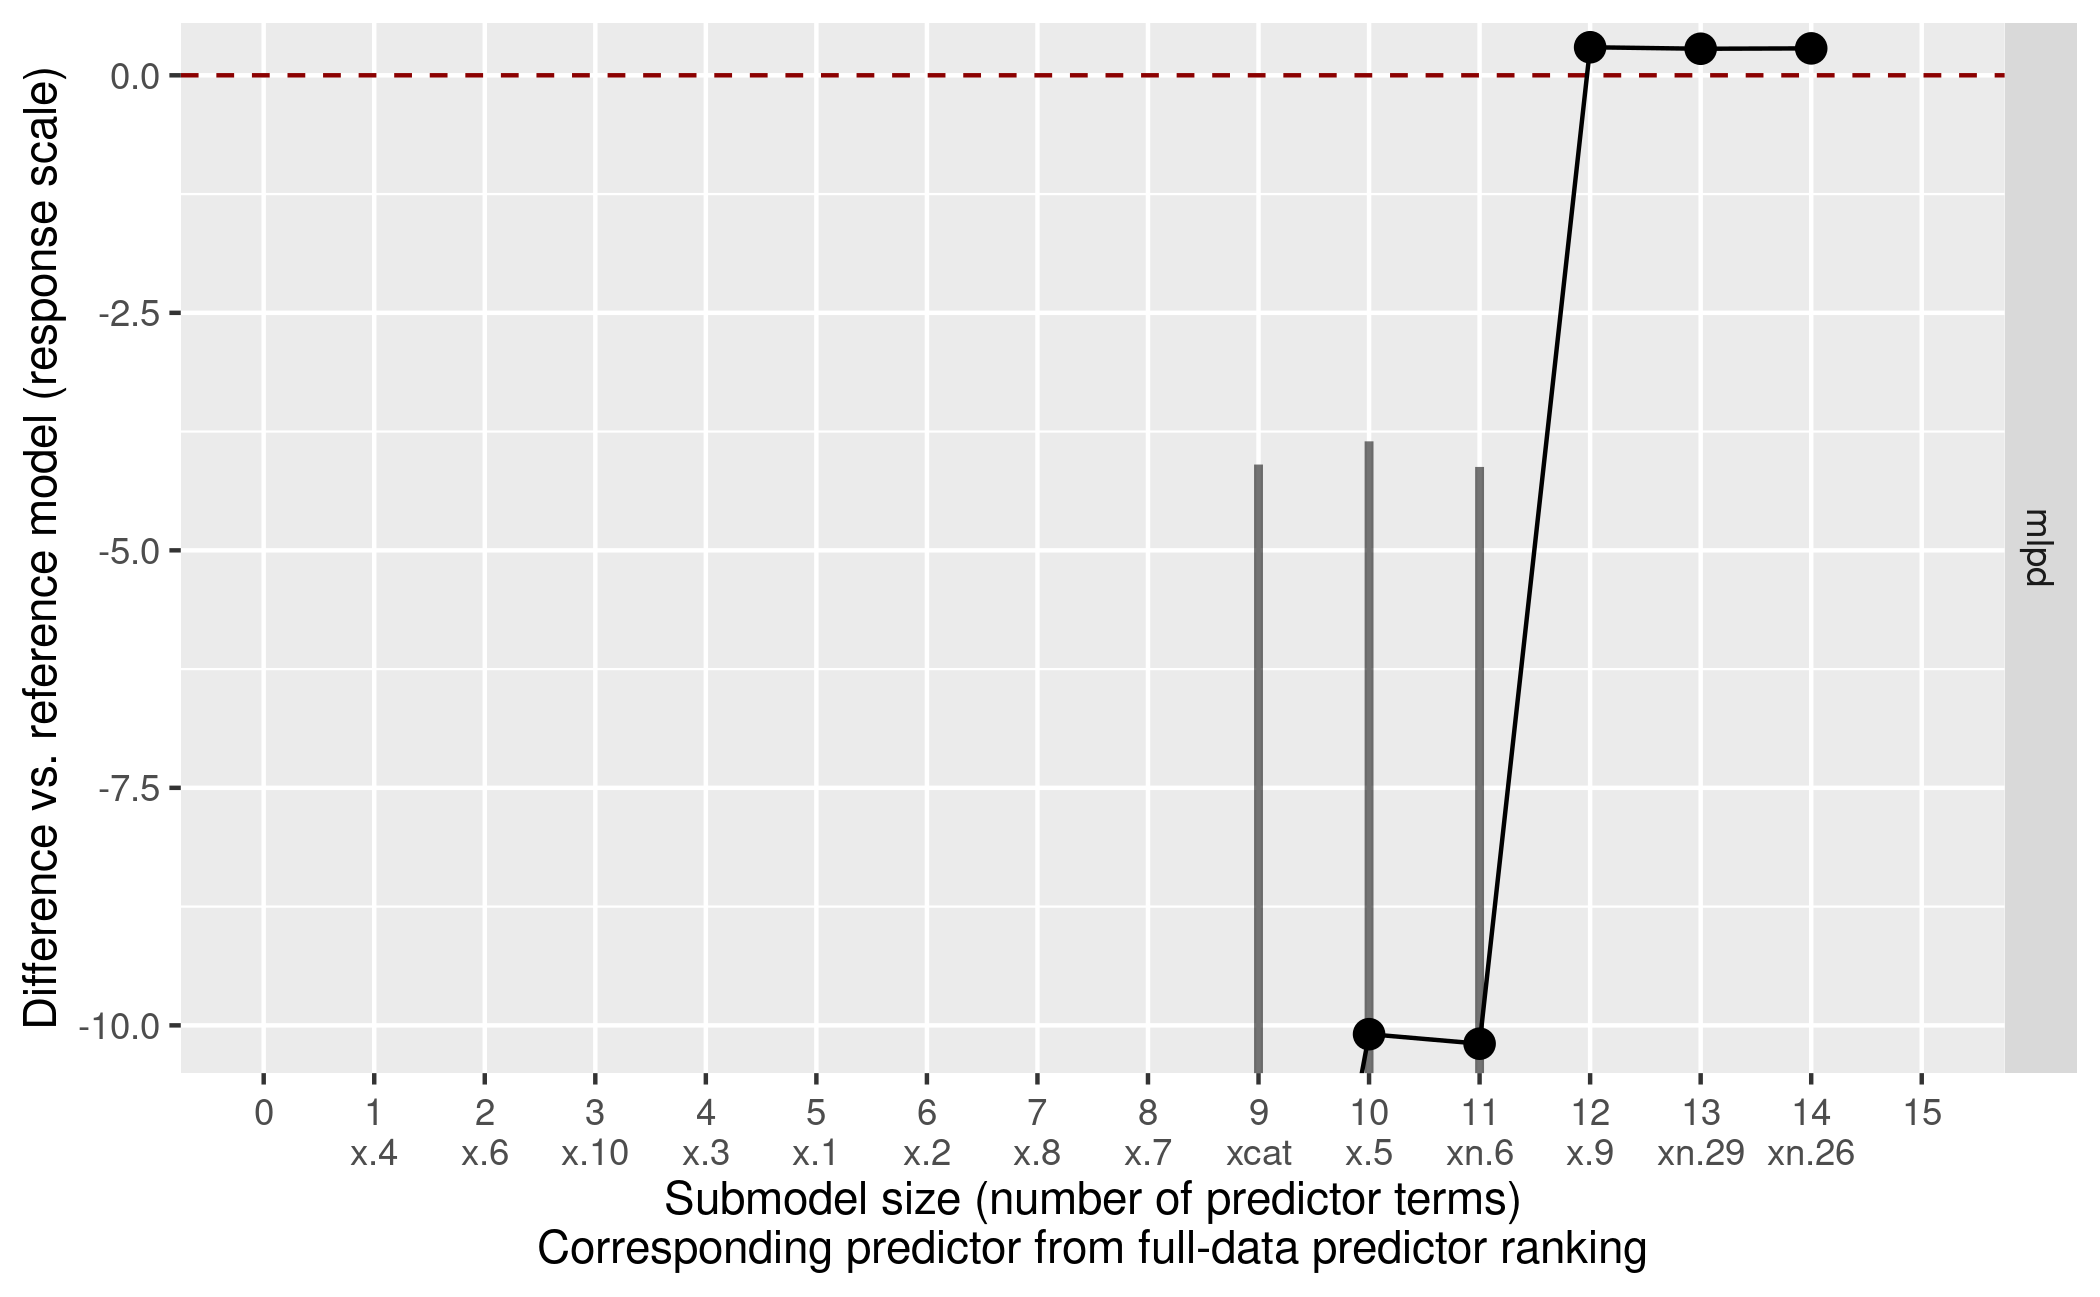 Difference vs. reference model (response scale)
0.0
-2.5
-5.0
-7.5
-10.0
mlpd
0 1 2 3 4 5 6 7 8 9 10 11 12 13 14 15
x.4 x.6 x.10 x.3 x.1 x.2 x.8 x.7 xcat x.5 xn.6 x.9 xn.29 xn.26
Submodel size (number of predictor terms)
Corresponding predictor from full-data predictor ranking